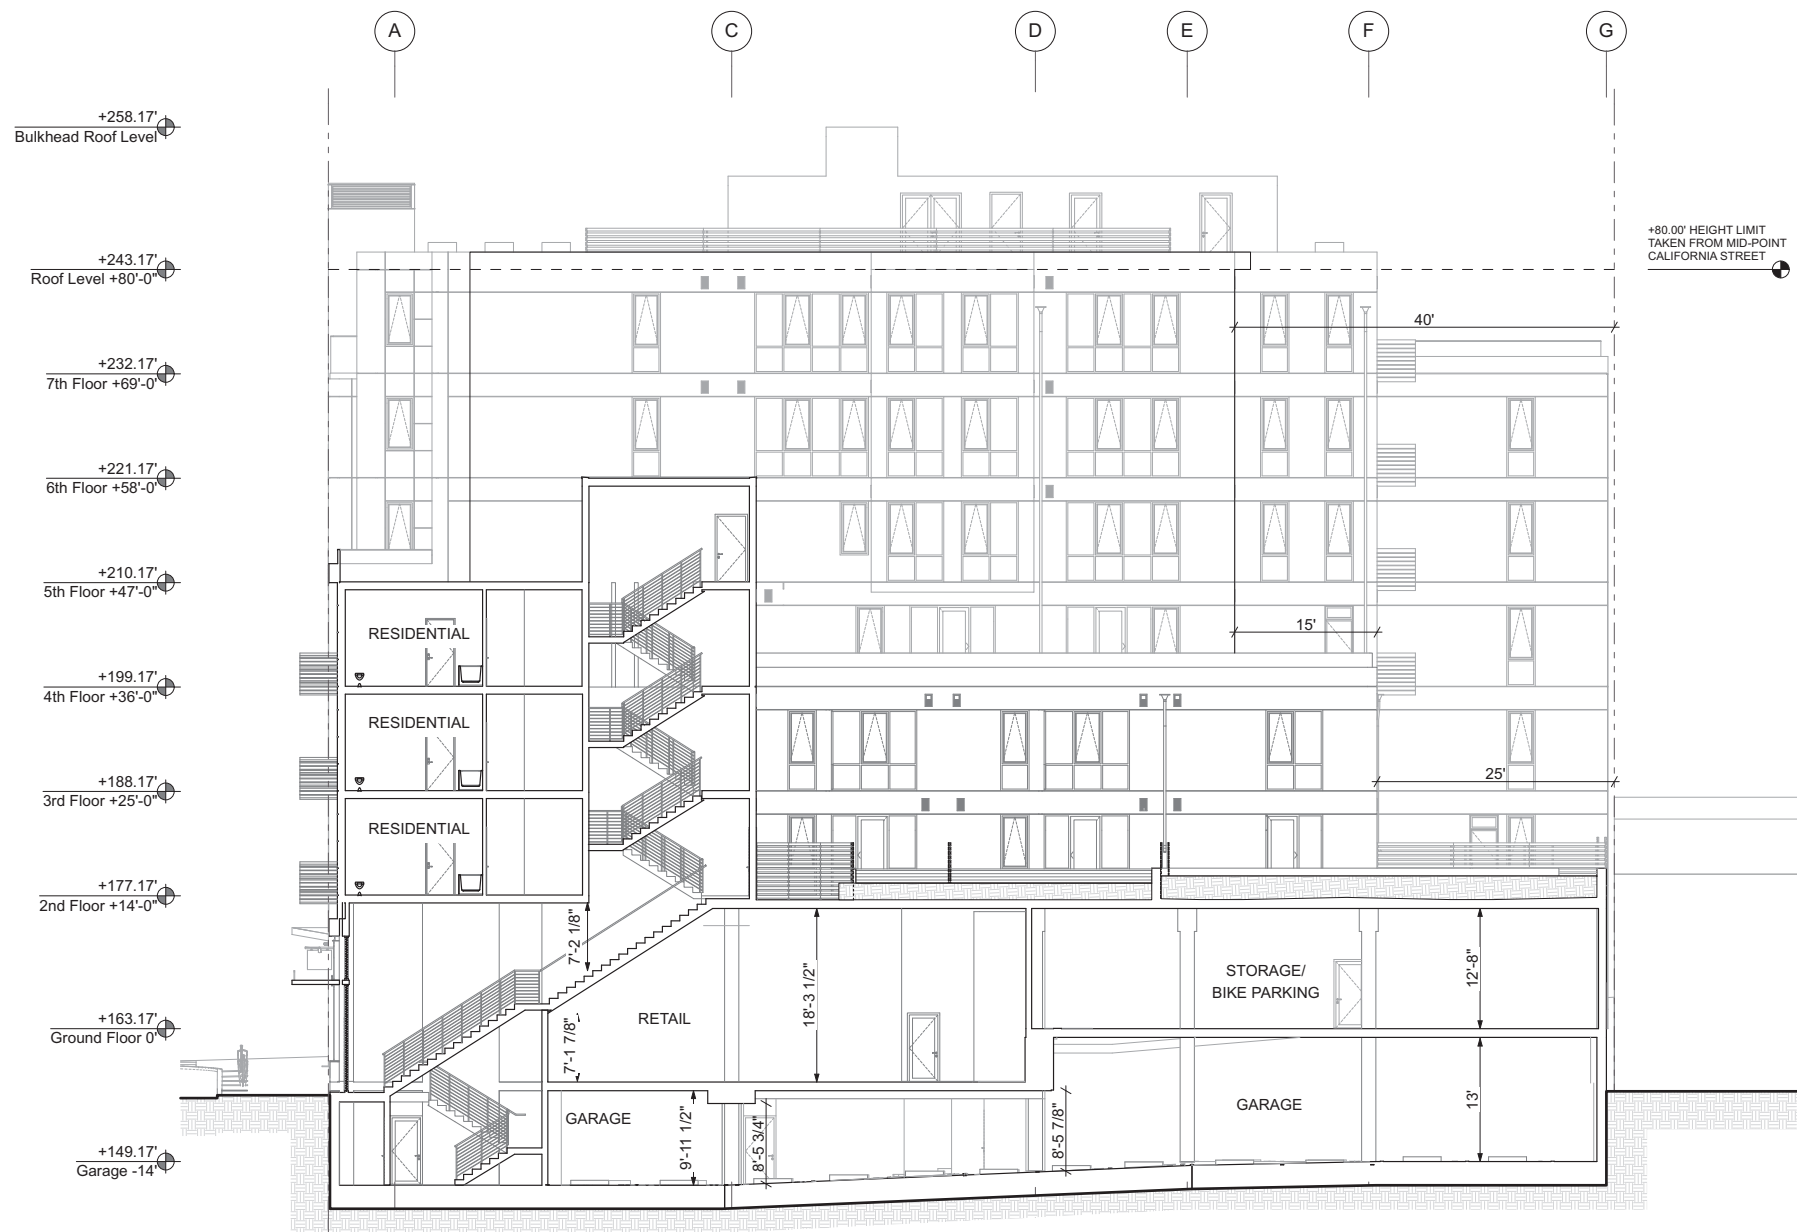 A
C
D
E
F
G
+258.17'
Bulkhead Roof Level
+243.17'
Roof Level +80'-0"
+80.00' HEIGHT LIMIT
TAKEN FROM MID-POINT
CALIFORNIA STREET
40'
+232.17'
7th Floor +69'-0"
+221.17'
6th Floor +58'-0"
+210.17'
5th Floor +47'-0"
RESIDENTIAL
15'
+199.17'
4th Floor +36'-0"
RESIDENTIAL
25'
+188.17'
3rd Floor +25'-0"
RESIDENTIAL
+177.17'
2nd Floor +14'-0"
7'-2 1/8"
18'-3 1/2"
STORAGE/
BIKE PARKING
12'-8"
RETAIL
+163.17'
Ground Floor 0'
7'-1 7/8"
GARAGE
9'-11 1/2"
8'-5 3/4"
8'-5 7/8"
GARAGE
13'
+149.17'
Garage -14'